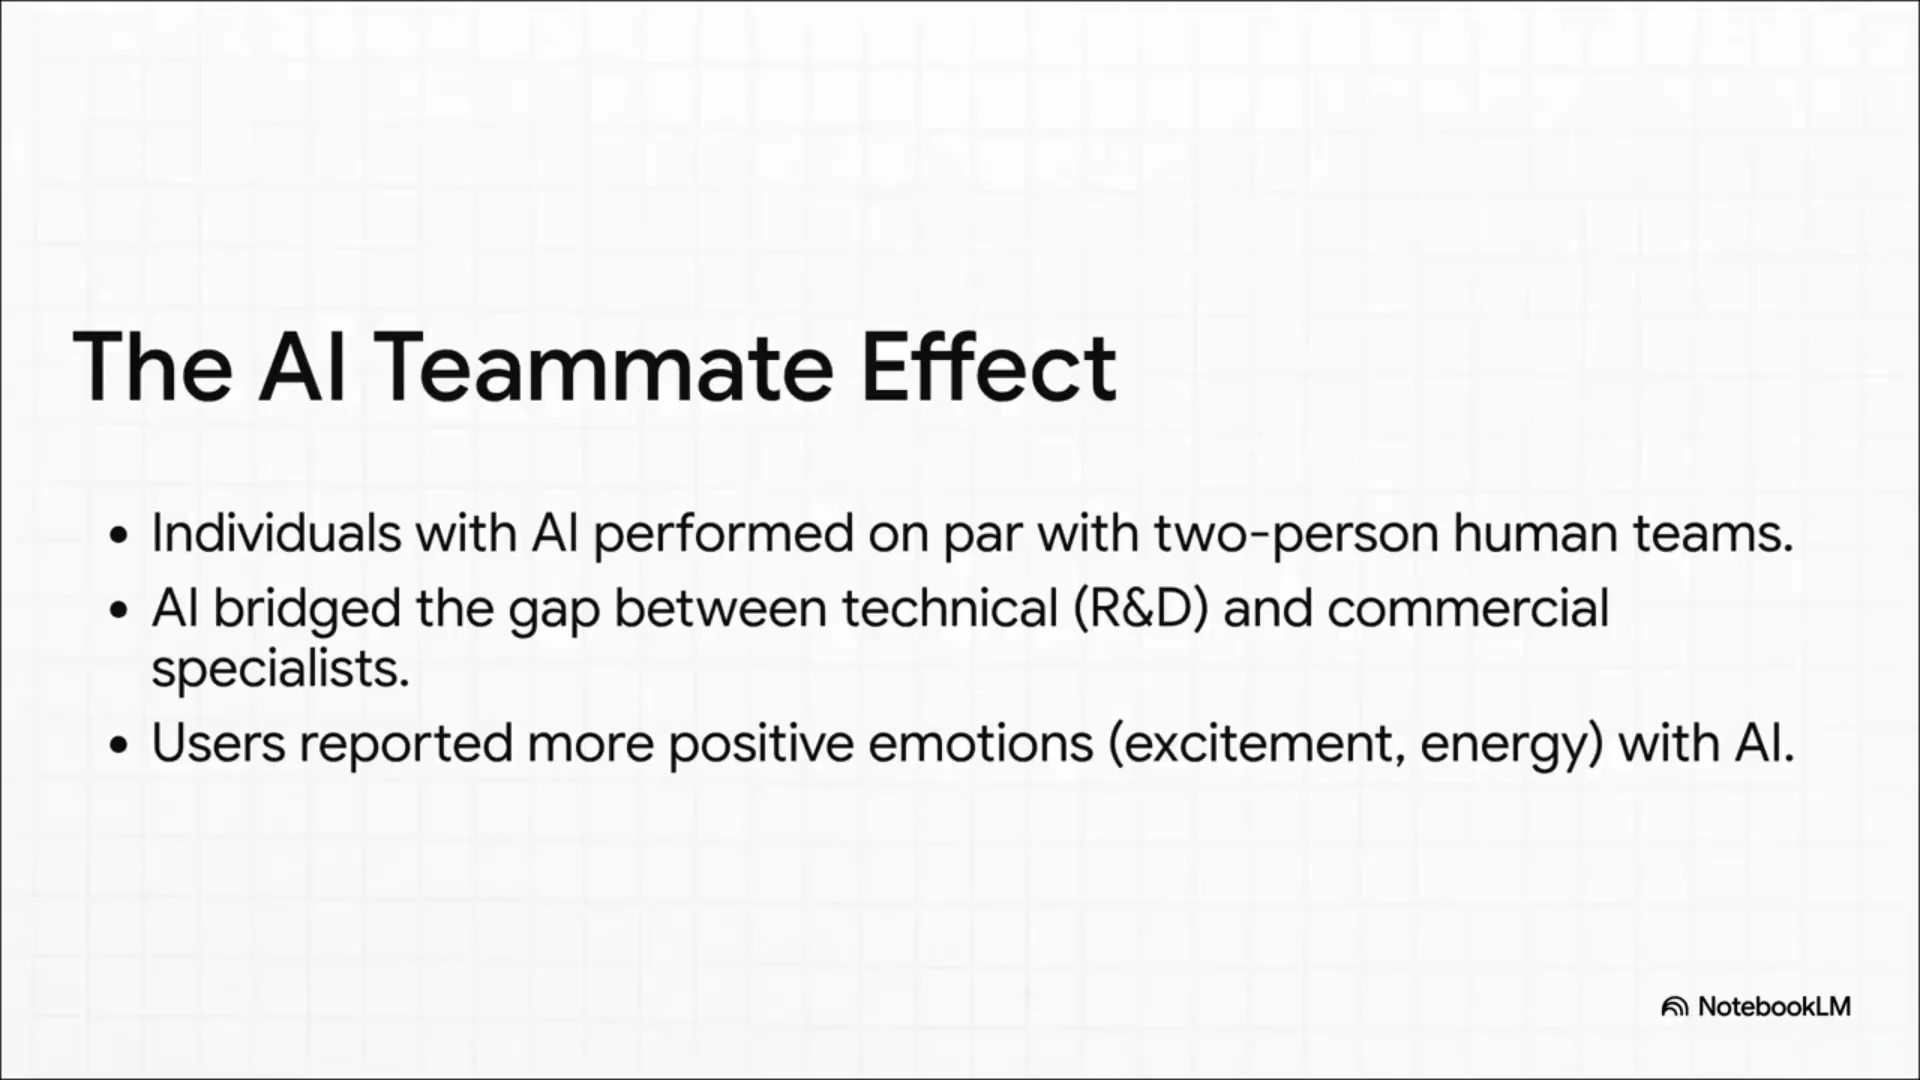 The AI Teammate Effect
• Individuals with AI performed on par with two-person human teams.
• AI bridged the gap between technical (R&D) and commercial
specialists.
• Users reported more positive emotions (excitement, energy) with AI.
NotebookLM